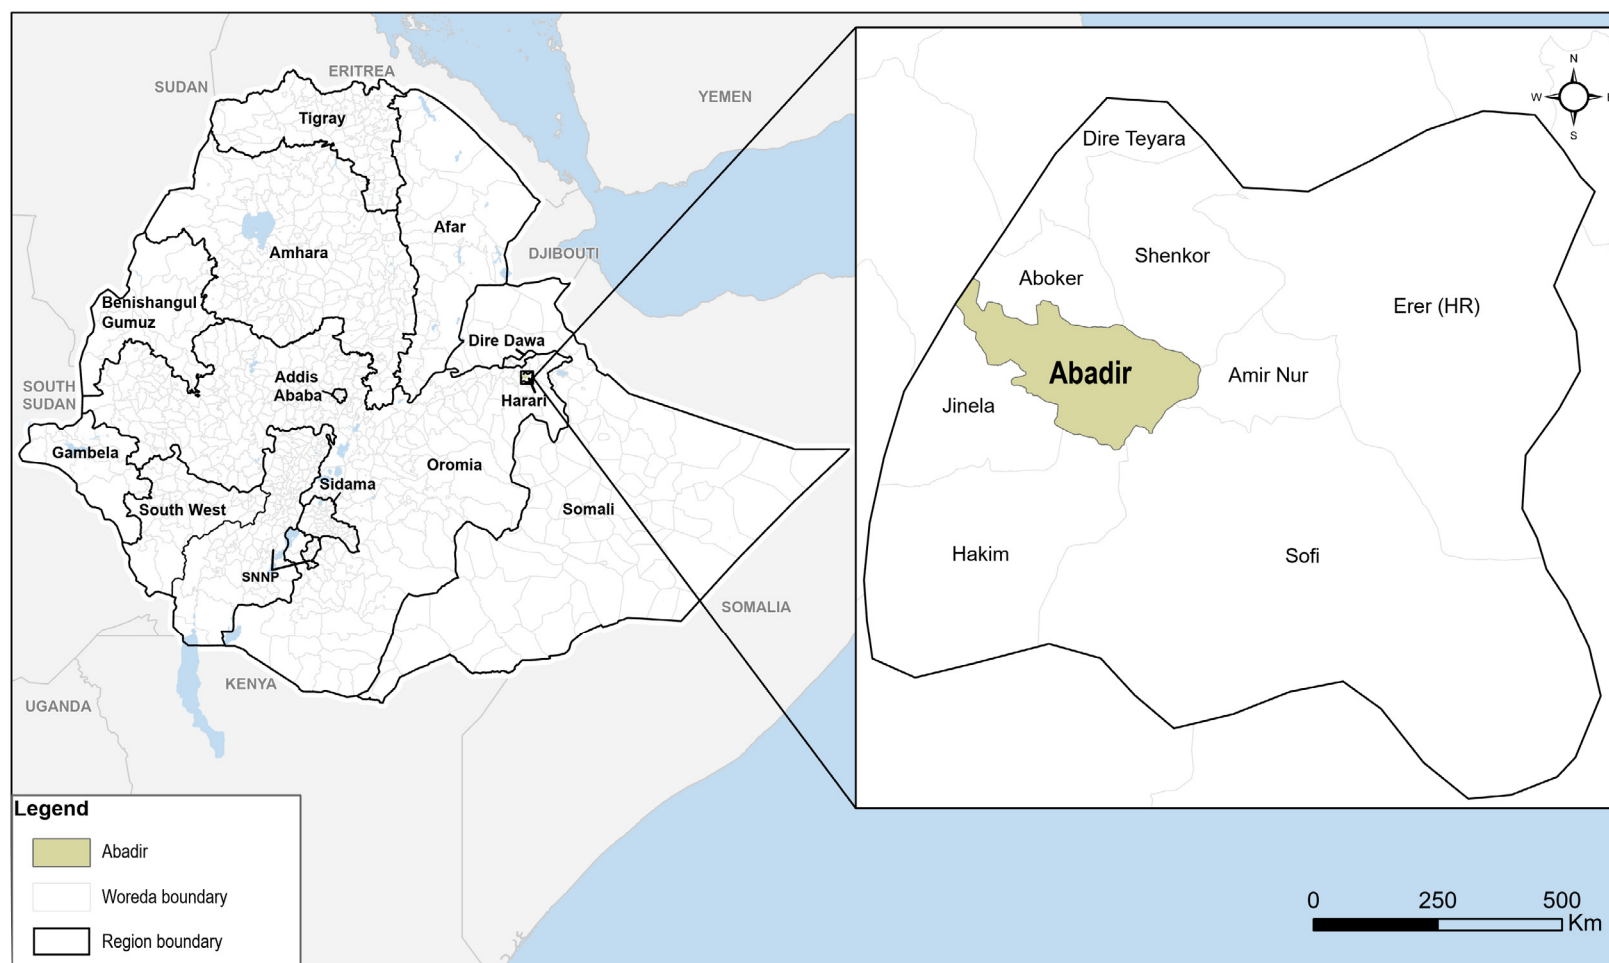 SUDAN
ERITREA
YEMEN
Tigray
Afar
Amhara
DJIBOUTI
Benishangul
Gumuz
Dire Dawa
Addis
Ababa
SOUTH
SUDAN
Harari
Gambela
Oromia
Sidama
South West
Somali
SNNP
SOMALIA
KENYA
UGANDA
N
W
S
Dire Teyara
Shenkor
Aboker
Erer (HR)
Abadir
Amir Nur
Jinela
Hakim
Sofi
Legend
Abadir
Woreda boundary
Region boundary
0 250 500
Km